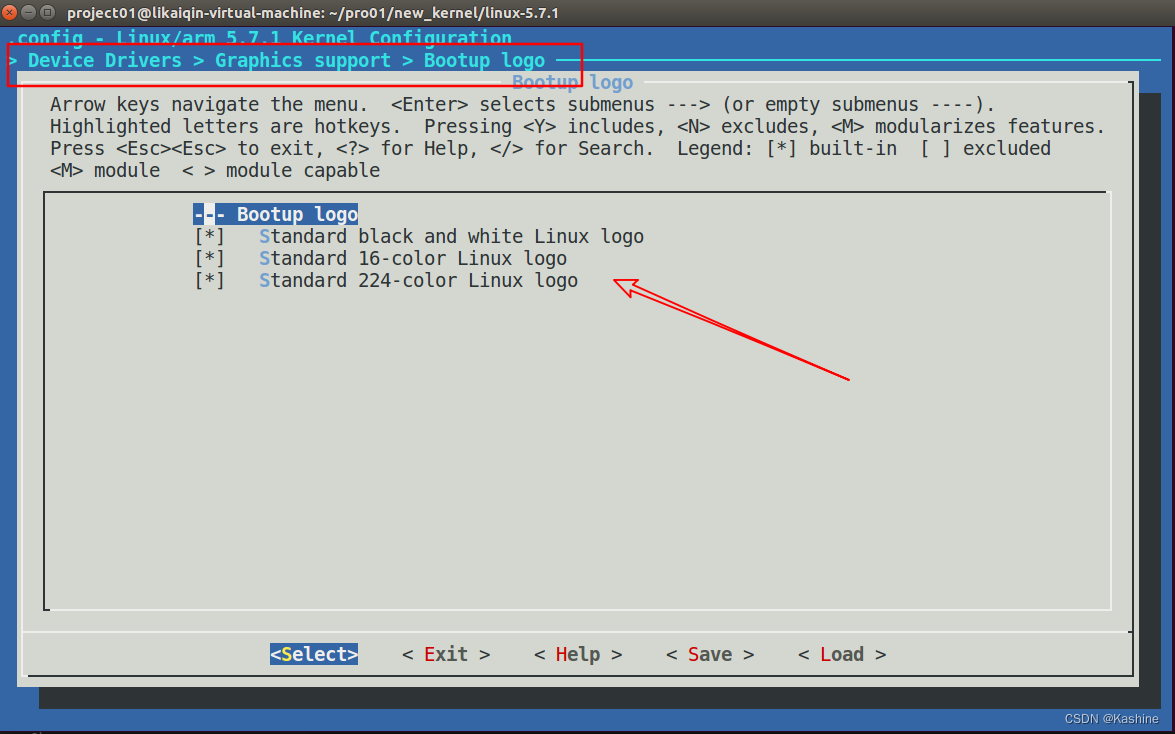 project01@likaiqin-virtual-machine: ~/pro01/new_kernel/linux-5.7.1
.config - Linux/arm 5.7.1 Kernel Configuration
> Device Drivers > Graphics support > Bootup logo
Bootup logo
Arrow keys navigate the menu.  <Enter> selects submenus ---> (or empty submenus ----).
Highlighted letters are hotkeys.  Pressing <Y> includes, <N> excludes, <M> modularizes features.
Press <Esc><Esc> to exit, <?> for Help, </> for Search.  Legend: [*] built-in  [ ] excluded
<M> module  < > module capable
--- Bootup logo
[*]   Standard black and white Linux logo
[*]   Standard 16-color Linux logo
[*]   Standard 224-color Linux logo
<Select>    < Exit >    < Help >    < Save >    < Load >
CSDN @Kashine